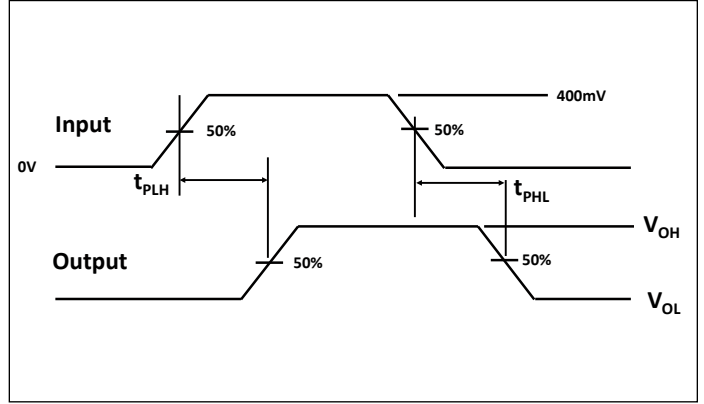 400mV
Input
50%
50%
0V
tPLH
tPHL
VOH
Output
50%
50%
VOL